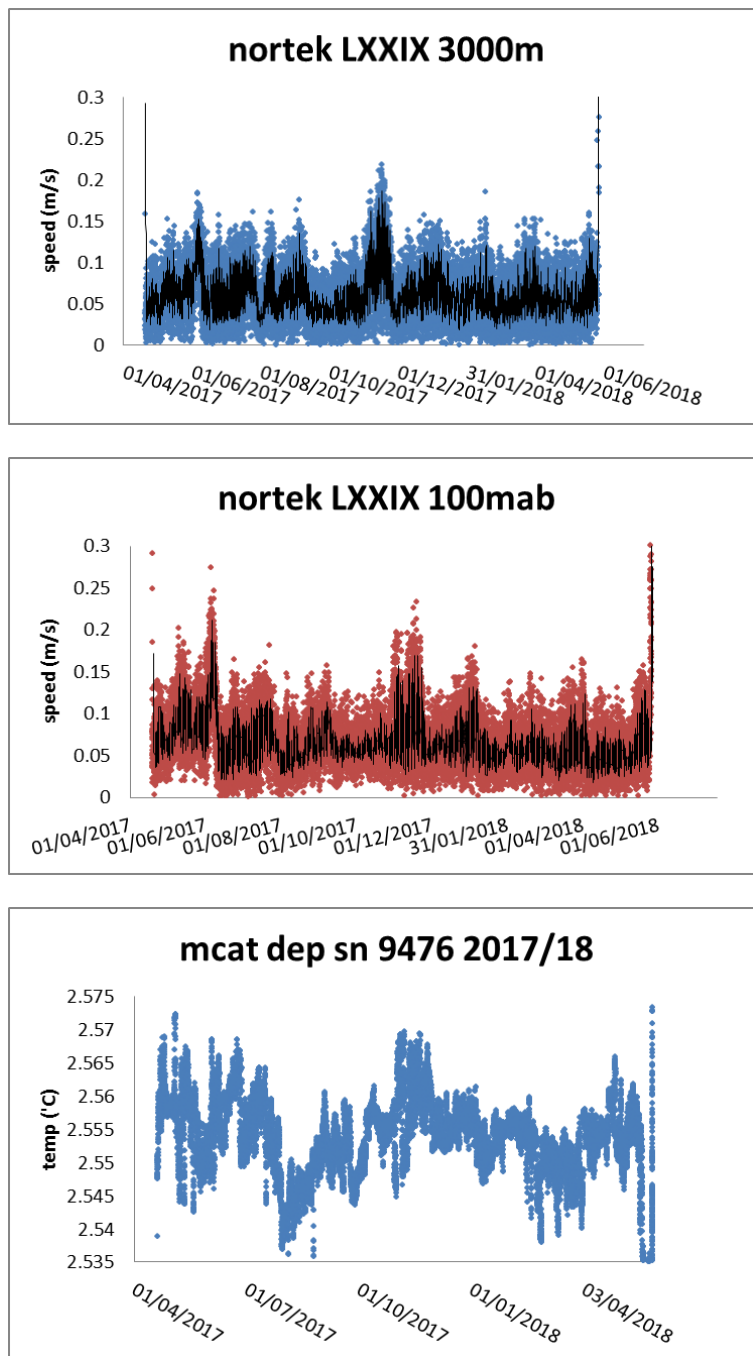 nortek LXXIX 3000m
0.3
0.25
0.2
0.15
0.1
0.05
0
speed (m/s)
01/04/2017 01/06/2017 01/08/2017 01/10/2017 01/12/2017 31/01/2018 01/04/2018 01/06/2018
nortek LXXIX 100mab
0.3
0.25
0.2
0.15
0.1
0.05
0
speed (m/s)
01/04/2017 01/06/2017 01/08/2017 01/10/2017 01/12/2017 31/01/2018 01/04/2018 01/06/2018
mcat dep sn 9476 2017/18
2.575
2.57
2.565
2.56
2.555
2.55
2.545
2.54
2.535
temp (°C)
01/04/2017 01/07/2017 01/10/2017 01/01/2018 03/04/2018